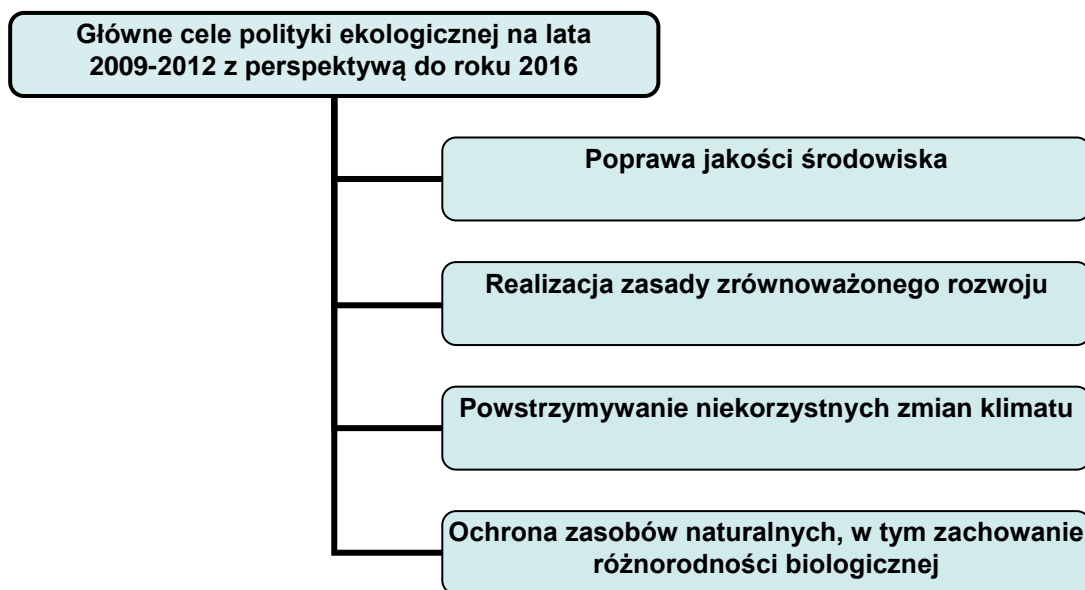 Główne cele polityki ekologicznej na lata
2009-2012 z perspektywą do roku 2016
Poprawa jakości środowiska
Realizacja zasady zrównoważonego rozwoju
Powstrzymywanie niekorzystnych zmian klimatu
Ochrona zasobów naturalnych, w tym zachowanie
różnorodności biologicznej